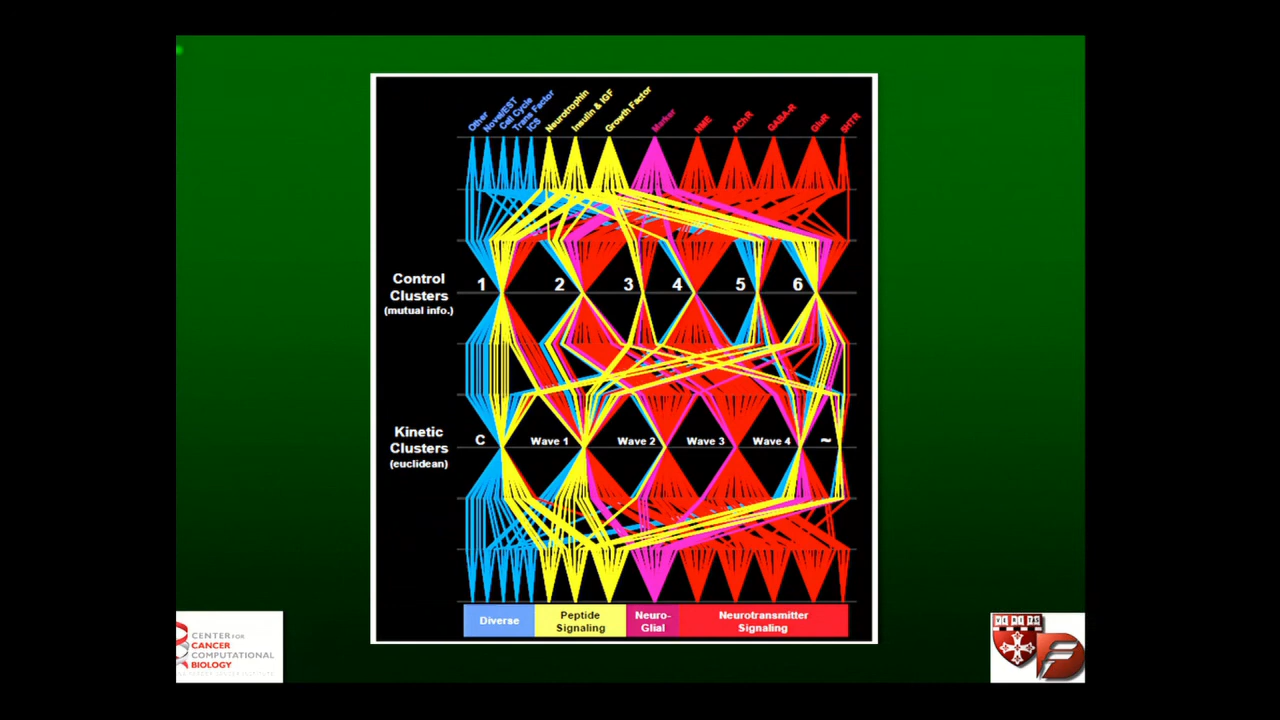 Other
Novel/EST
Cell Cycle
Trans Factor
ICS
Neurotrophin
Insulin & IGF
Growth Factor
Marker
NME
AChR
GABA-R
GluR
5HTR
Control
Clusters
(mutual info.)
1
2
3
4
5
6
Kinetic
Clusters
(euclidean)
C
Wave 1
Wave 2
Wave 3
Wave 4
~
Diverse
Peptide
Signaling
Neuro-
Glial
Neurotransmitter
Signaling
CENTER FOR
CANCER
COMPUTATIONAL
BIOLOGY